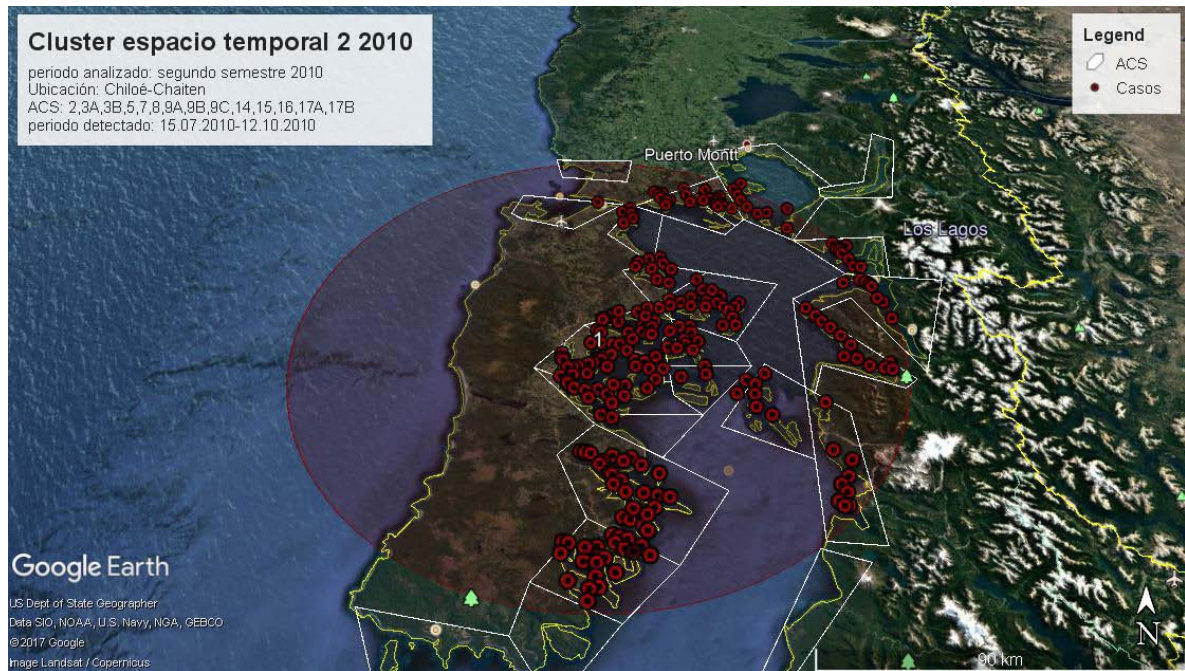 Cluster espacio temporal 2 2010
periodo analizado: segundo semestre 2010
Ubicación: Chiloé-Chaiten
ACS: 2,3A,3B,5,7,8,9A,9B,9C,14,15,16,17A,17B
periodo detectado: 15.07.2010-12.10.2010
Legend
ACS
Casos
Puerto Montt
Los Lagos
1
Google Earth
US Dept of State Geographer
Data SIO, NOAA, U.S. Navy, NGA, GEBCO
©2017 Google
Image Landsat / Copernicus
N
90 km